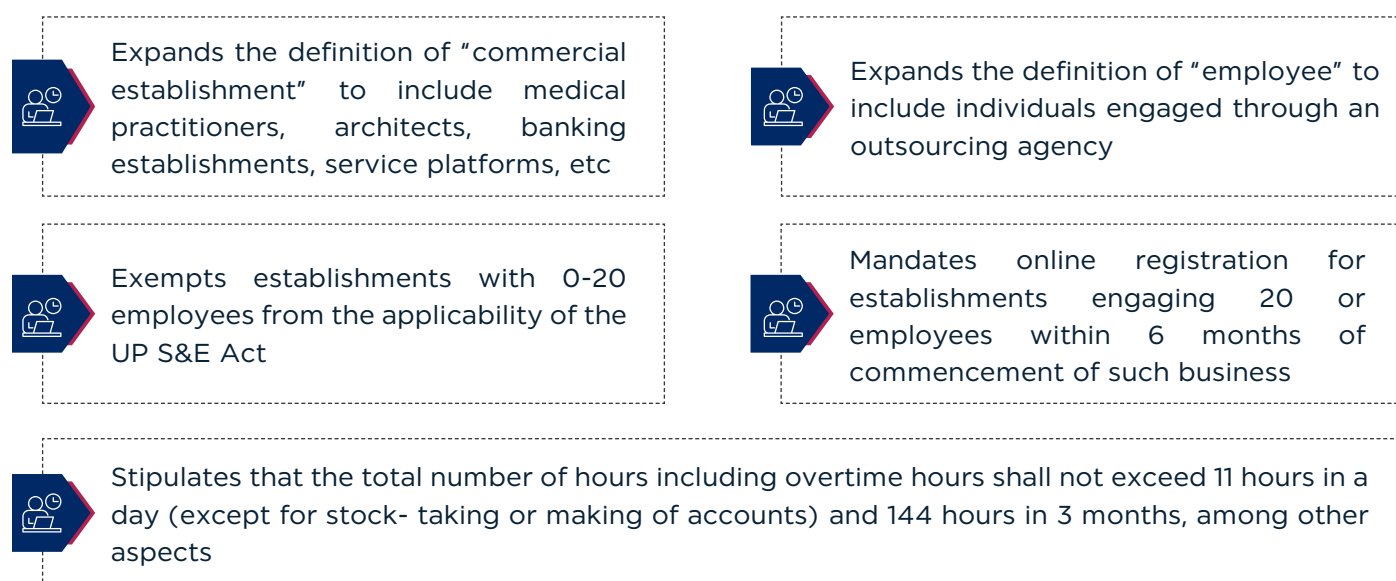 Expands the definition of “commercial
establishment” to include medical
practitioners, architects, banking
establishments, service platforms, etc
Expands the definition of “employee” to
include individuals engaged through an
outsourcing agency
Exempts establishments with 0-20
employees from the applicability of the
UP S&E Act
Mandates online registration for
establishments engaging 20 or
employees within 6 months of
commencement of such business
Stipulates that the total number of hours including overtime hours shall not exceed 11 hours in a
day (except for stock- taking or making of accounts) and 144 hours in 3 months, among other
aspects